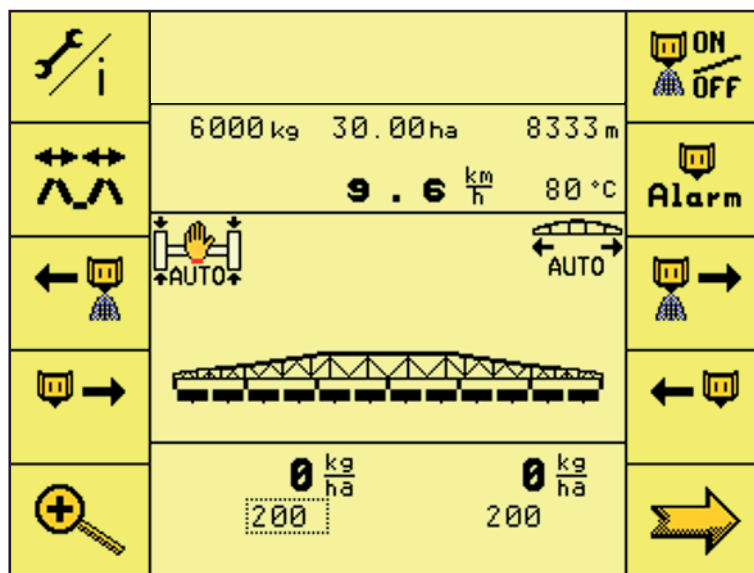 i
ON
OFF
6000 kg 30.00 ha 8333 m
9.6 km/h 80 °C
Alarm
AUTO
AUTO
0 kg/ha 0 kg/ha
200 200